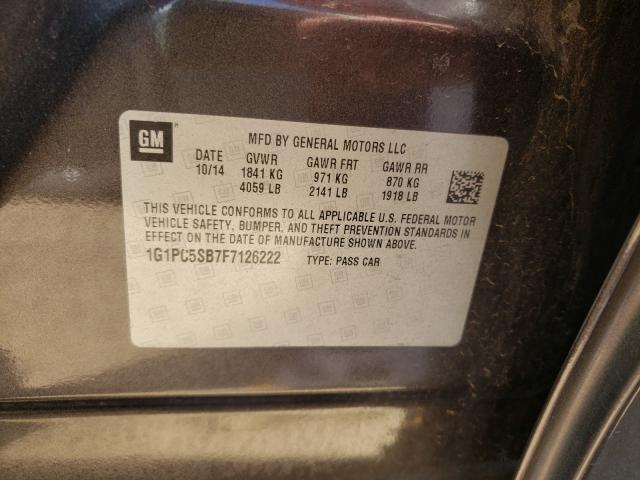 GM
MFD BY GENERAL MOTORS LLC
DATE GVWR GAWR FRT GAWR RR
10/14 1841 KG 971 KG 870 KG
4059 LB 2141 LB 1918 LB
THIS VEHICLE CONFORMS TO ALL APPLICABLE U.S. FEDERAL MOTOR
VEHICLE SAFETY, BUMPER, AND THEFT PREVENTION STANDARDS IN
EFFECT ON THE DATE OF MANUFACTURE SHOWN ABOVE.
1G1PC5SB7F7126222 TYPE: PASS CAR